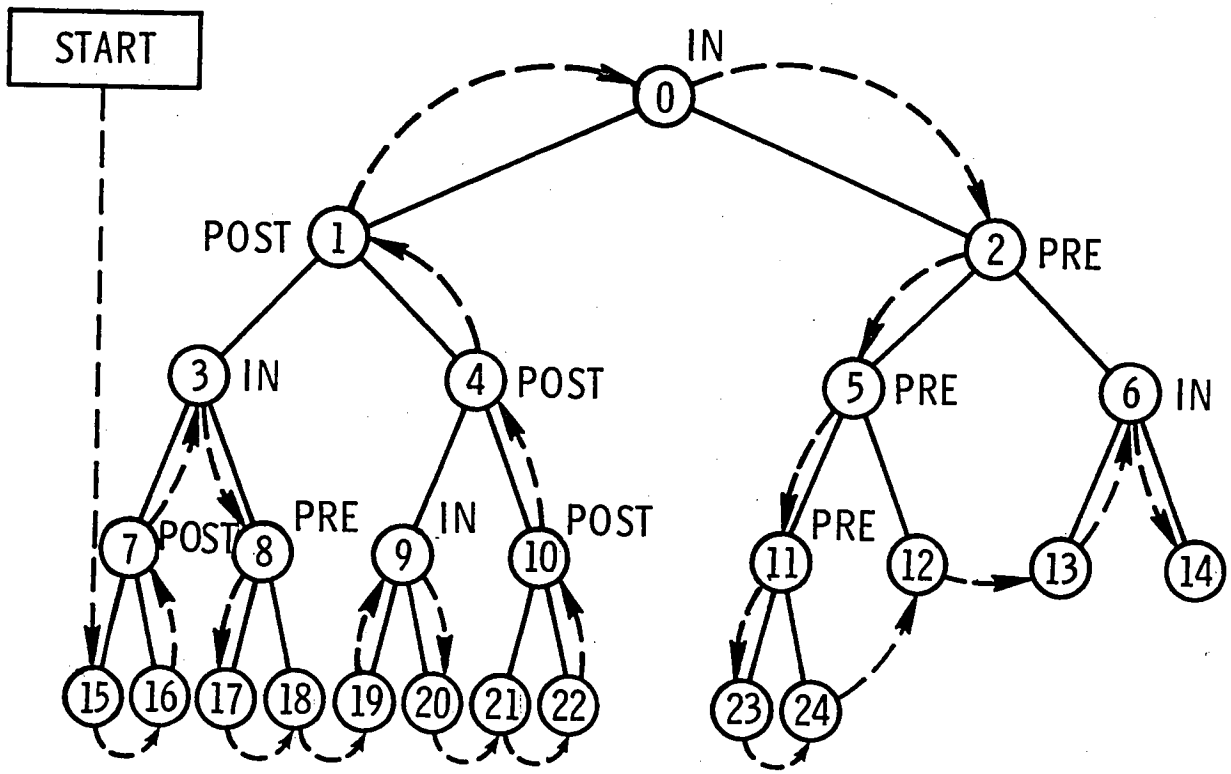 START
IN
0
POST 1
2 PRE
3 IN
4 POST
5 PRE
6 IN
7 POST
8 PRE
9 IN
10 POST
11 PRE
12
13
14
15
16
17
18
19
20
21
22
23
24